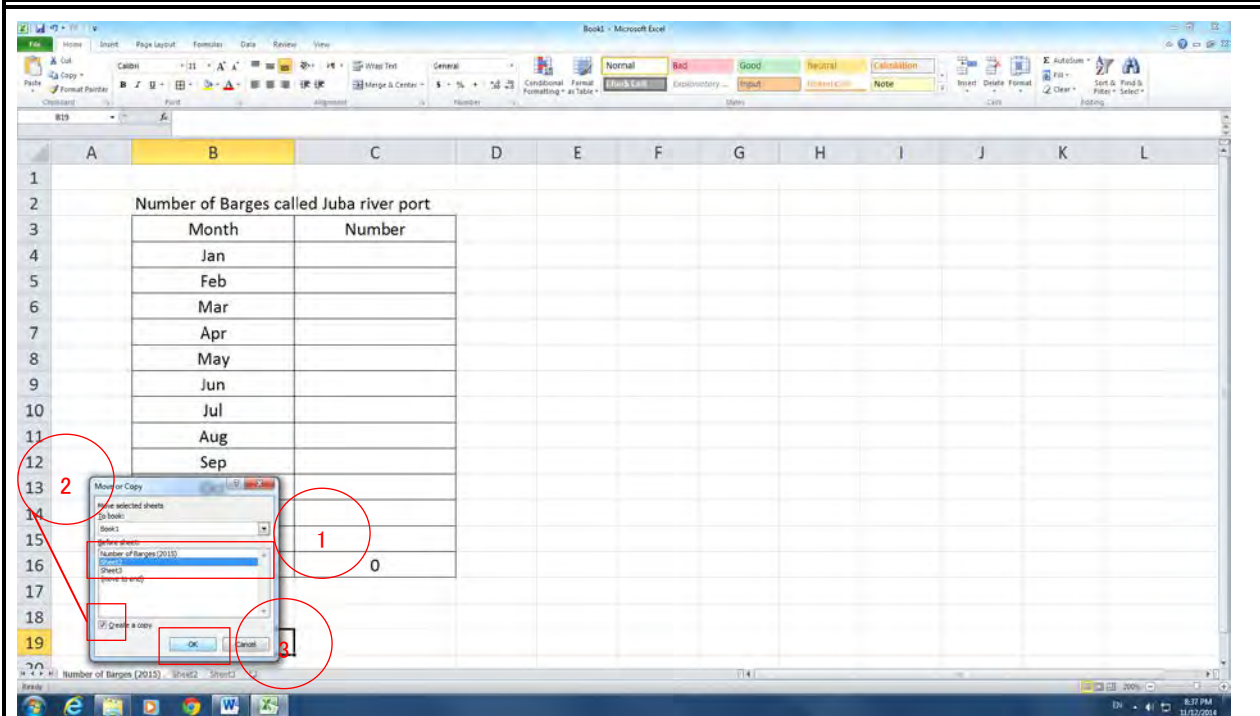 Book1 - Microsoft Excel
File Home Insert Page Layout Formulas Data Review View
Cut Calibri 11 Wrap Text General Normal Bad Good Neutral Calculation Σ AutoSum
Paste Copy Format Painter B I U Merge & Center $ % , Conditional Formatting Format as Table Check Cell Explanatory ... Input Note Insert Delete Format Fill Clear Sort & Filter Find & Select
Clipboard Font Alignment Number Styles Cells Editing
B19 fx
A B C D E F G H I J K L
1
2 Number of Barges called Juba river port
3 Month Number
4 Jan
5 Feb
6 Mar
7 Apr
8 May
9 Jun
10 Jul
11 Aug
12 Sep
13
14
15
16 0
17
18
19
20
2
Move or Copy
Move selected sheets
To book:
Book1
Before sheet:
Number of Barges (2015)
Sheet2
Sheet3
(move to end)
Create a copy
OK Cancel
1
3
Number of Barges (2015) Sheet2 Sheet3
Ready 200%
EN 8:37 PM
11/12/2014